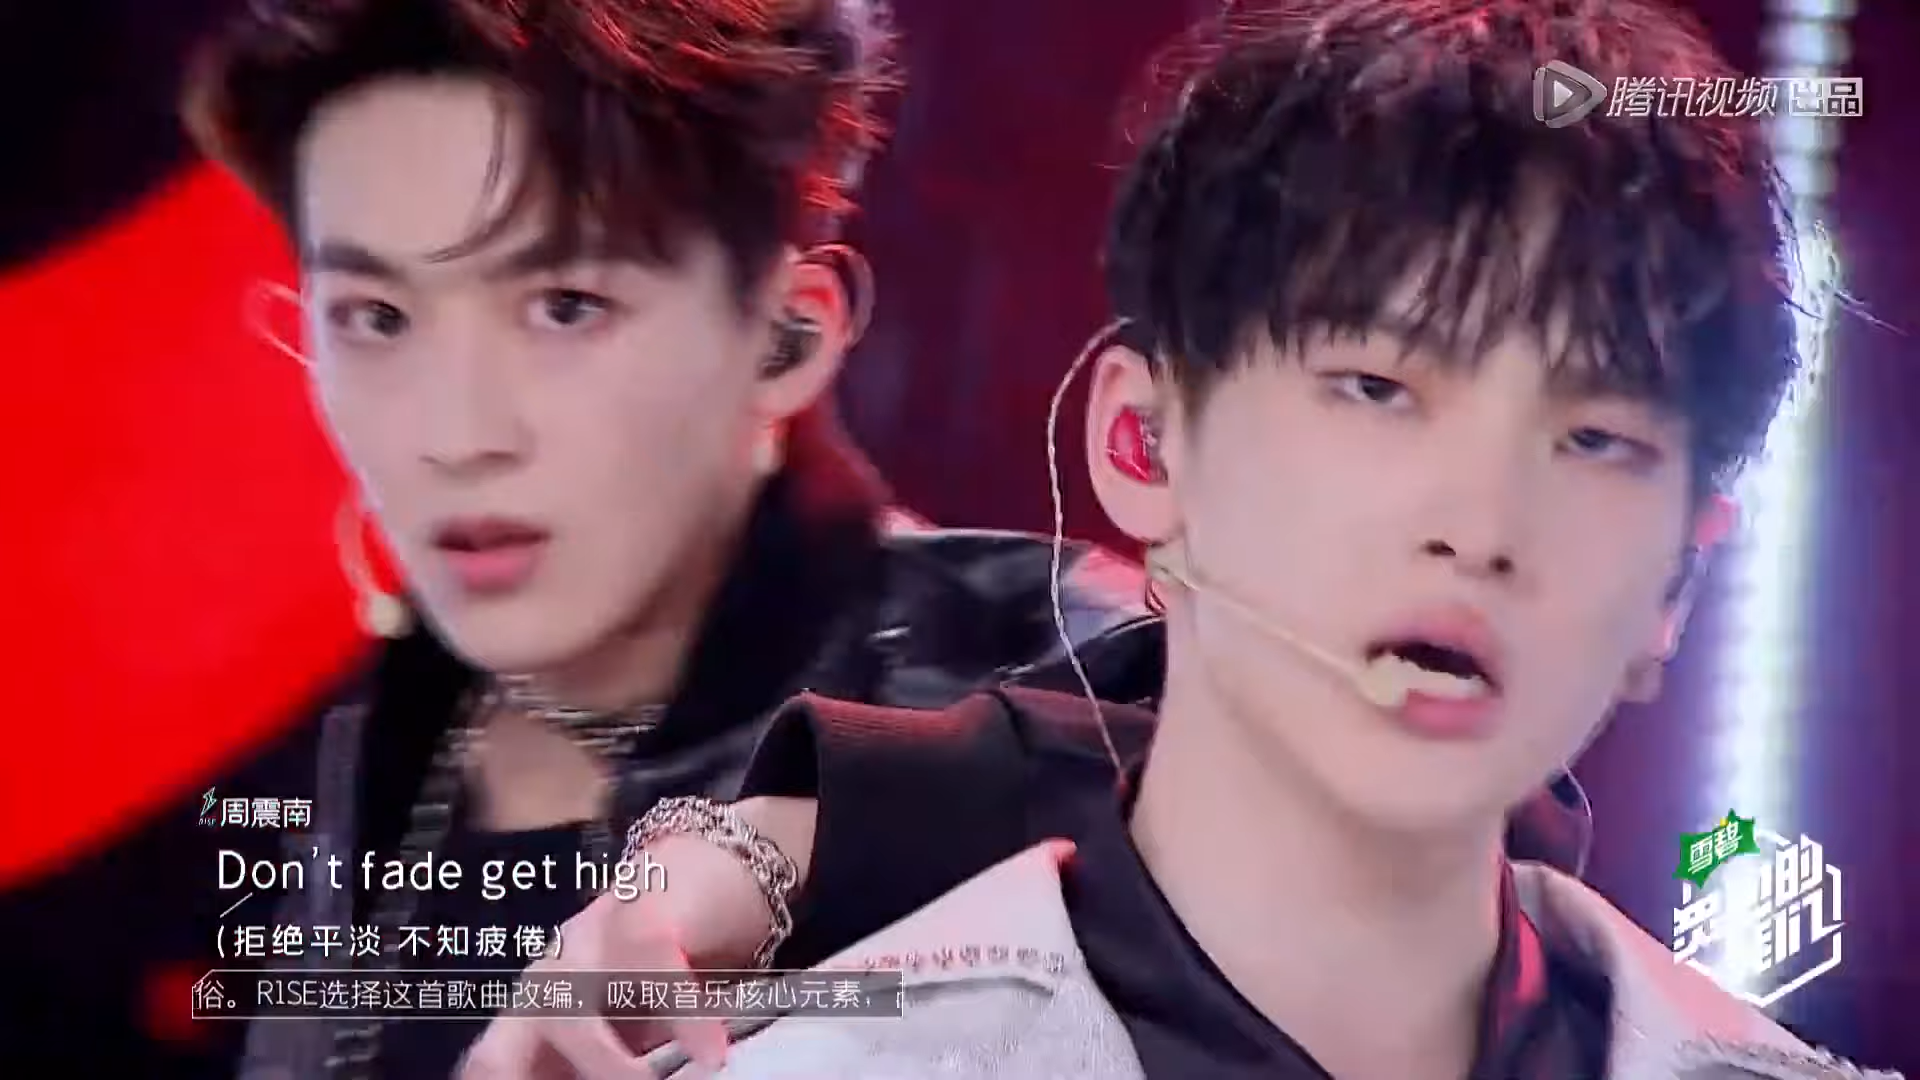 腾讯视频 出品
周震南
Don't fade get high
(拒绝平淡 不知疲倦)
俗。R1SE选择这首歌曲改编，吸取音乐核心元素，
雪碧